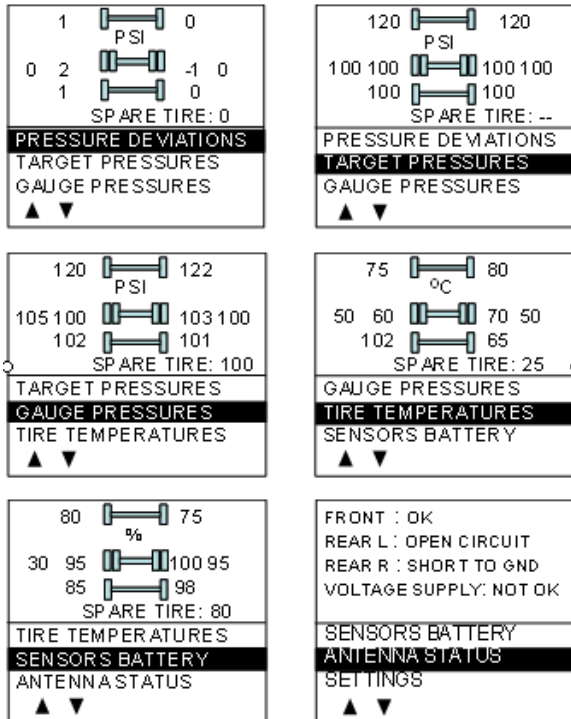 1 0
PSI
0 2 -1 0
1 0
SPARE TIRE: 0
PRESSURE DEVIATIONS
TARGET PRESSURES
GAUGE PRESSURES
▲ ▼
120 120
PSI
100 100 100 100
100 100
SPARE TIRE: --
PRESSURE DEVIATIONS
TARGET PRESSURES
GAUGE PRESSURES
▲ ▼
120 122
PSI
105 100 103 100
102 101
SPARE TIRE: 100
TARGET PRESSURES
GAUGE PRESSURES
TIRE TEMPERATURES
▲ ▼
75 80
ºC
50 60 70 50
102 65
SPARE TIRE: 25
GAUGE PRESSURES
TIRE TEMPERATURES
SENSORS BATTERY
▲ ▼
80 75
%
30 95 100 95
85 98
SPARE TIRE: 80
TIRE TEMPERATURES
SENSORS BATTERY
ANTENNA STATUS
▲ ▼
FRONT : OK
REAR L : OPEN CIRCUIT
REAR R : SHORT TO GND
VOLTAGE SUPPLY: NOT OK
SENSORS BATTERY
ANTENNA STATUS
SETTINGS
▲ ▼